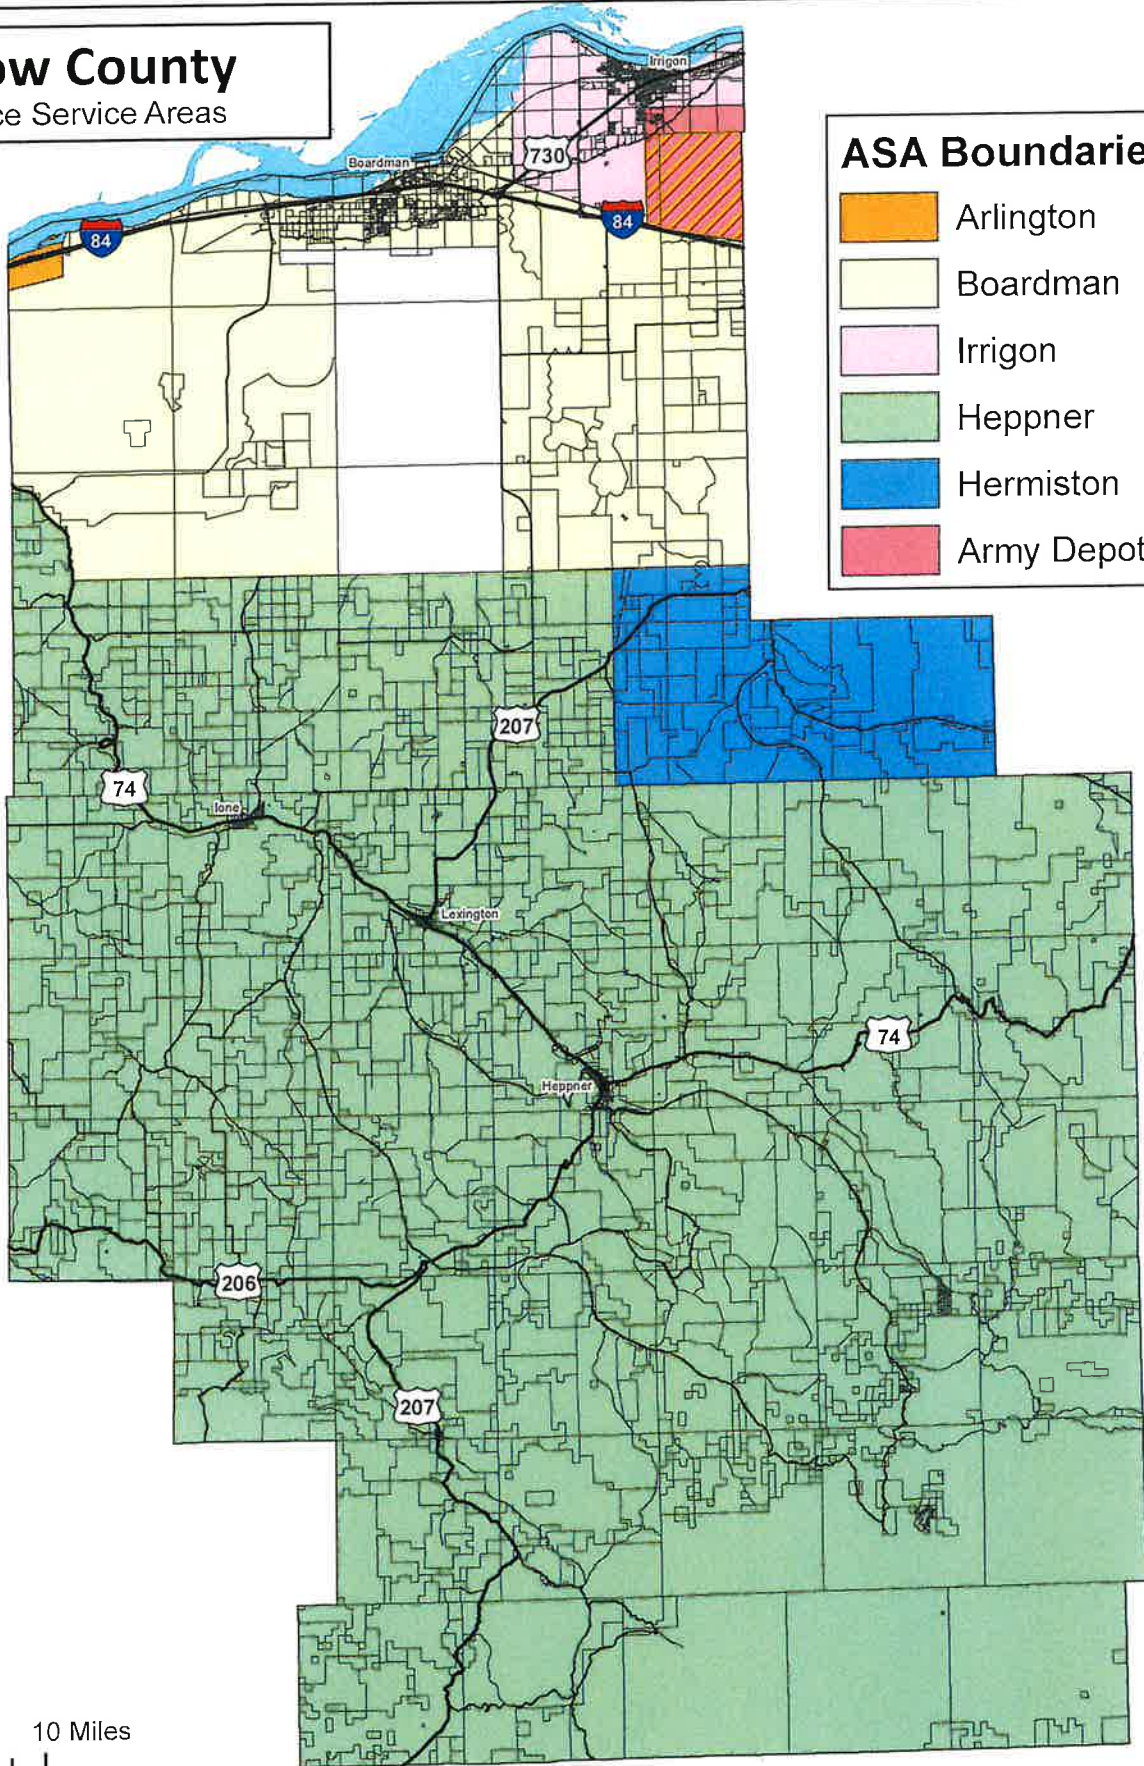 ow County
ce Service Areas
ASA Boundarie
Arlington
Boardman
Irrigon
Heppner
Hermiston
Army Depot
Irrigon
730
Boardman
84
84
207
74
Ione
Lexington
74
Heppner
206
207
10 Miles